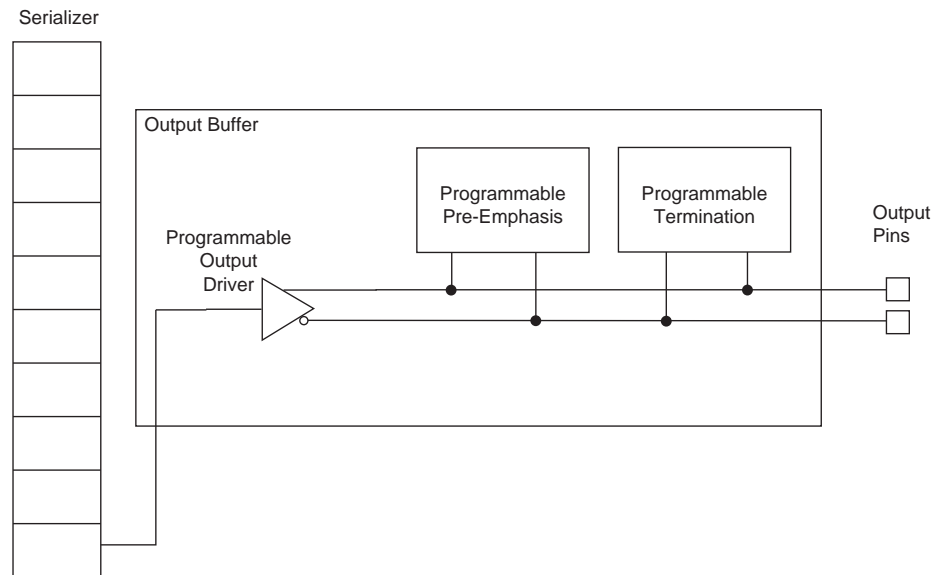 Serializer
Output Buffer
Programmable
Pre-Emphasis
Programmable
Termination
Output
Pins
Programmable
Output
Driver